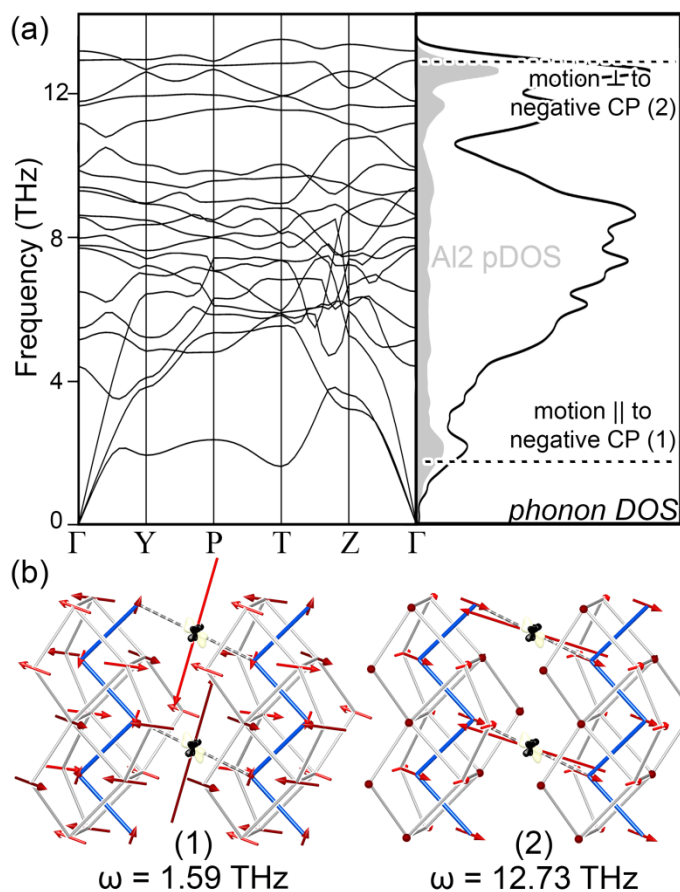 (a)
12
8
4
0
Frequency (THz)
Γ Y P T Z Γ
motion ⊥ to
negative CP (2)
Al2 pDOS
motion || to
negative CP (1)
phonon DOS
(b)
(1)
ω = 1.59 THz
(2)
ω = 12.73 THz